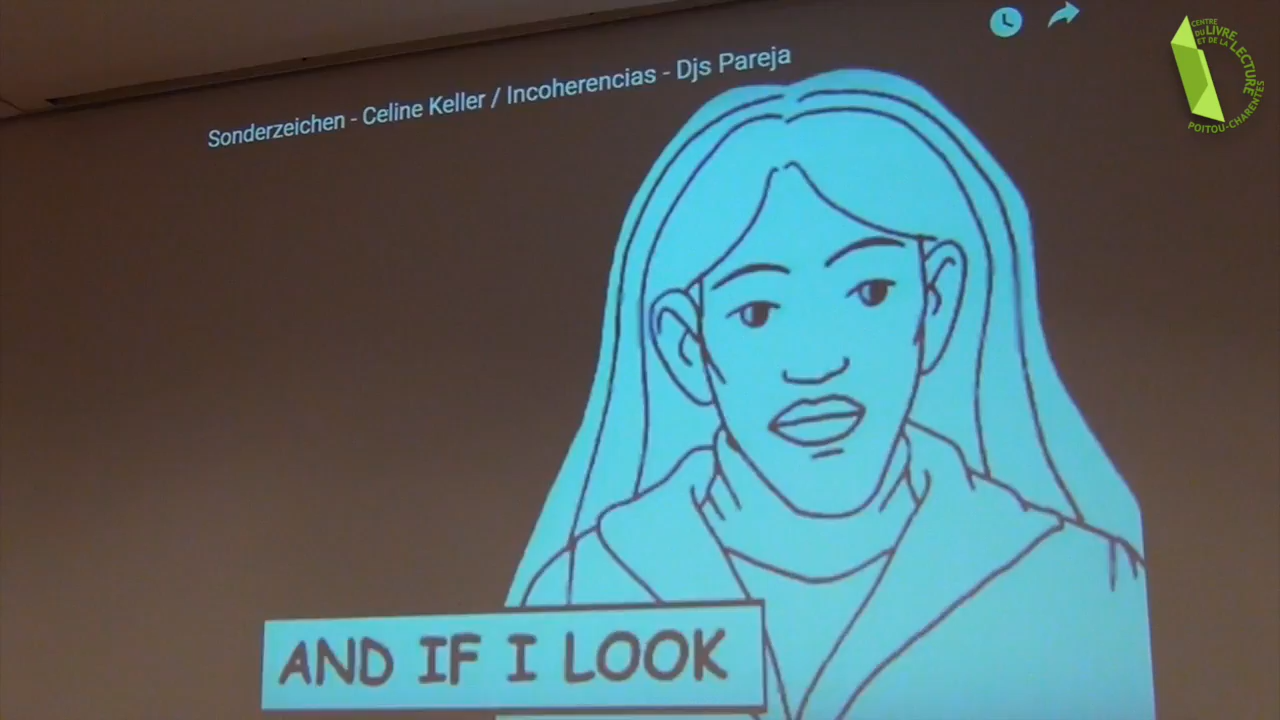 Sonderzeichen - Celine Keller / Incoherencias - Djs Pareja
CENTRE
DU LIVRE
ET DE LA
LECTURE
POITOU-CHARENTES
AND IF I LOOK